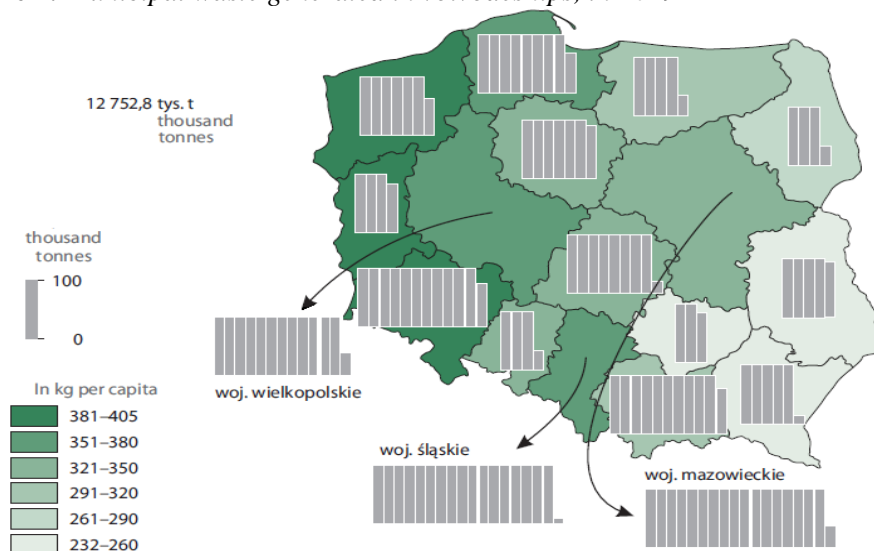 12 752,8 tys. t
thousand
tonnes
thousand
tonnes
100
0
woj. wielkopolskie
In kg per capita
381–405
351–380
321–350
291–320
261–290
232–260
woj. śląskie
woj. mazowieckie